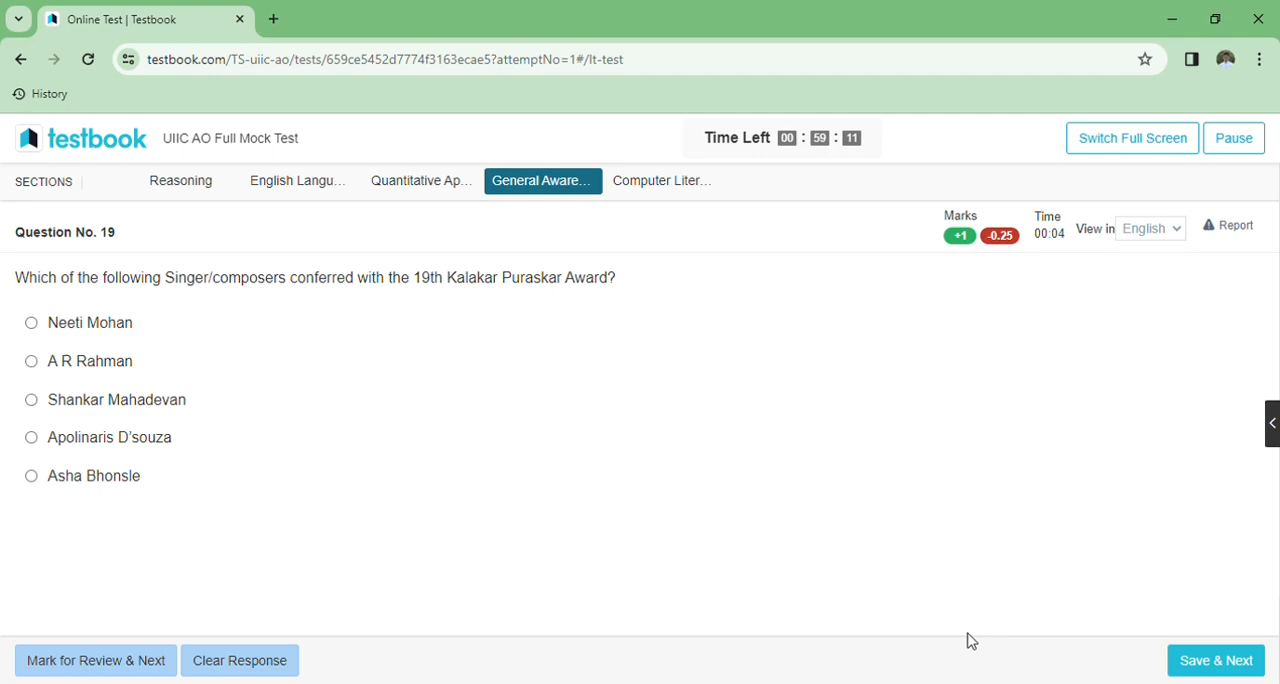 Online Test | Testbook
testbook.com/TS-uiic-ao/tests/659ce5452d7774f3163ecae5?attemptNo=1#/lt-test
History
testbook UIIC AO Full Mock Test Time Left 00 : 59 : 11 Switch Full Screen Pause
SECTIONS Reasoning English Langu... Quantitative Ap... General Aware... Computer Liter...
Question No. 19 Marks +1 -0.25 Time 00:04 View in English Report
Which of the following Singer/composers conferred with the 19th Kalakar Puraskar Award?
Neeti Mohan
A R Rahman
Shankar Mahadevan
Apolinaris D'souza
Asha Bhonsle
Mark for Review & Next Clear Response Save & Next